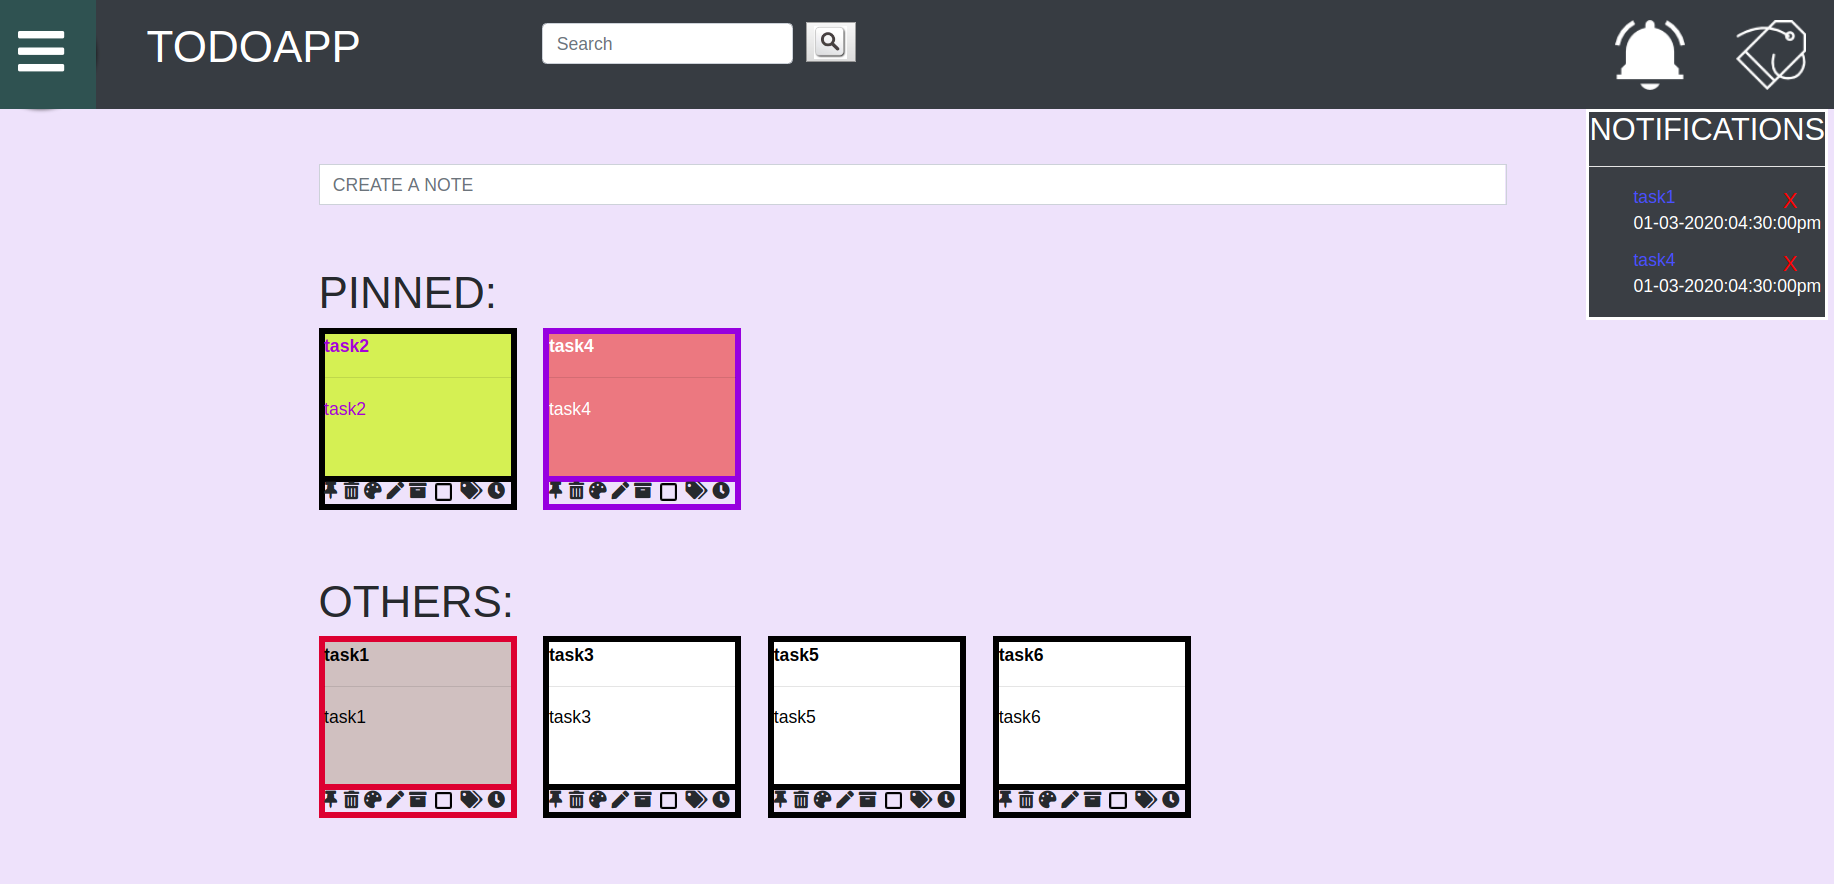 TODOAPP
Search
NOTIFICATIONS
task1 X
01-03-2020:04:30:00pm
task4 X
01-03-2020:04:30:00pm
CREATE A NOTE
PINNED:
task2
task2
task4
task4
OTHERS:
task1
task1
task3
task3
task5
task5
task6
task6